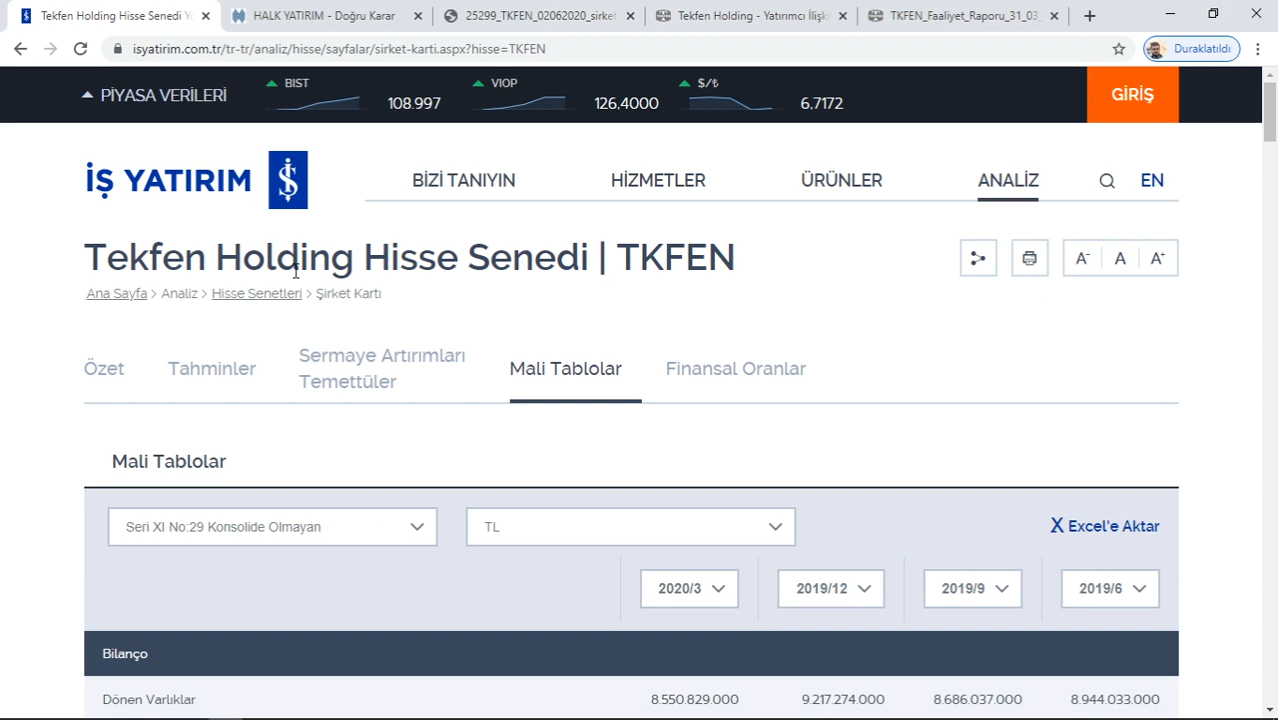 Tekfen Holding Hisse Senedi Y
HALK YATIRIM - Doğru Karar
25299_TKFEN_02062020_sirket
Tekfen Holding - Yatırımcı İlişki
TKFEN_Faaliyet_Raporu_31_03_
isyatirim.com.tr/tr-tr/analiz/hisse/sayfalar/sirket-karti.aspx?hisse=TKFEN
Duraklatıldı
PİYASA VERİLERİ
BIST
108.997
VIOP
126,4000
$/₺
6.7172
GİRİŞ
İŞ YATIRIM
BİZİ TANIYIN
HİZMETLER
ÜRÜNLER
ANALİZ
EN
Tekfen Holding Hisse Senedi | TKFEN
A- A A+
Ana Sayfa > Analiz > Hisse Senetleri > Şirket Kartı
Özet
Tahminler
Sermaye Artırımları
Temettüler
Mali Tablolar
Finansal Oranlar
Mali Tablolar
Seri XI No:29 Konsolide Olmayan
TL
X Excel'e Aktar
2020/3 2019/12 2019/9 2019/6
Bilanço
Dönen Varlıklar 8.550.829.000 9.217.274.000 8.686.037.000 8.944.033.000